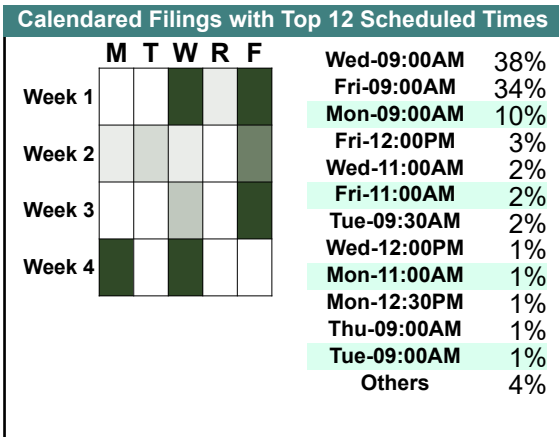 Calendared Filings with Top 12 Scheduled Times
M T W R F
Week 1
Week 2
Week 3
Week 4
Wed-09:00AM 38%
Fri-09:00AM 34%
Mon-09:00AM 10%
Fri-12:00PM 3%
Wed-11:00AM 2%
Fri-11:00AM 2%
Tue-09:30AM 2%
Wed-12:00PM 1%
Mon-11:00AM 1%
Mon-12:30PM 1%
Thu-09:00AM 1%
Tue-09:00AM 1%
Others 4%